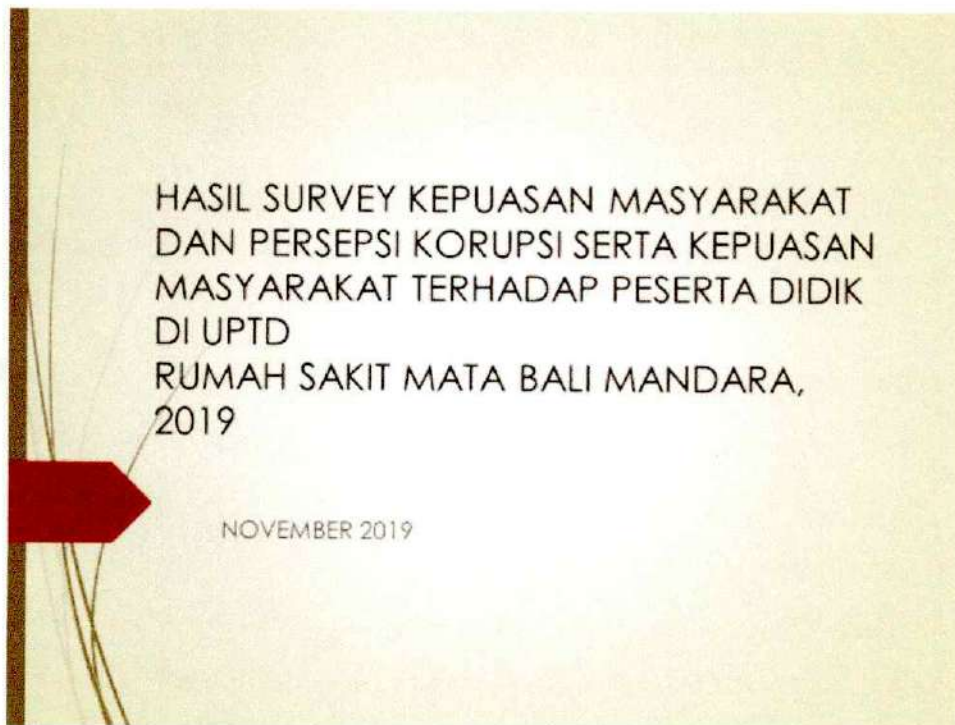 HASIL SURVEY KEPUASAN MASYARAKAT
DAN PERSEPSI KORUPSI SERTA KEPUASAN
MASYARAKAT TERHADAP PESERTA DIDIK
DI UPTD
RUMAH SAKIT MATA BALI MANDARA,
2019
NOVEMBER 2019